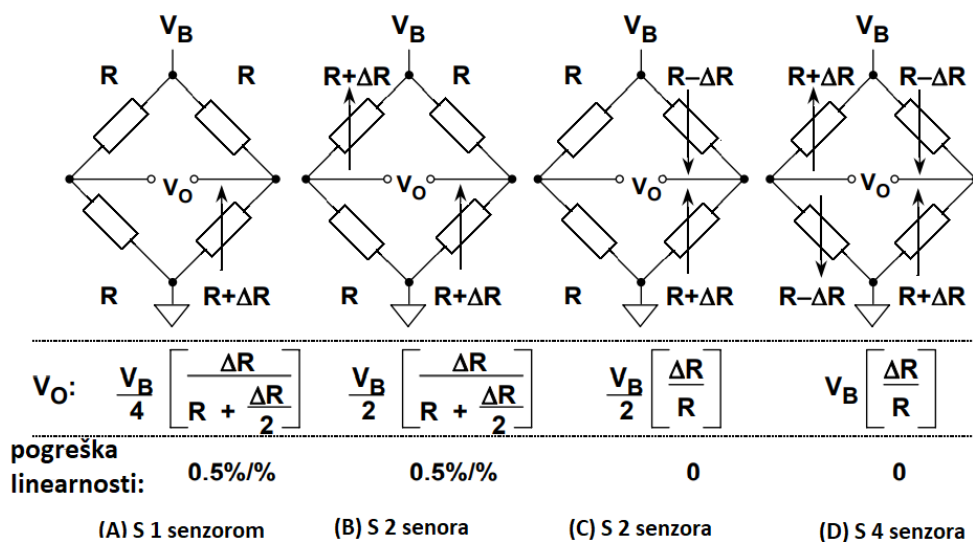 V_B V_B V_B V_B
R R R+ΔR R R R−ΔR R+ΔR R−ΔR
V_O V_O V_O V_O
R R+ΔR R R+ΔR R R+ΔR R−ΔR R+ΔR
V_O: V_B/4 [ΔR/(R + ΔR/2)] V_B/2 [ΔR/(R + ΔR/2)] V_B/2 [ΔR/R] V_B [ΔR/R]
pogreška
linearnosti: 0.5%/% 0.5%/% 0 0
(A) S 1 senzorom (B) S 2 senora (C) S 2 senzora (D) S 4 senzora